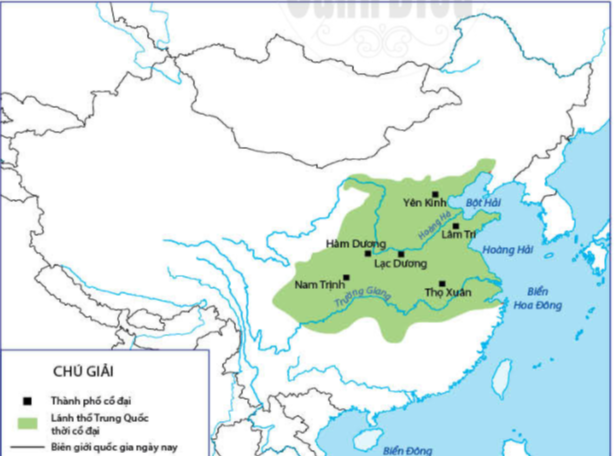 Cánh Diều
Yên Kinh
Bột Hải
Hoàng Hà
Lâm Tri
Hàm Dương
Lạc Dương
Hoàng Hải
Nam Trịnh
Trường Giang
Thọ Xuân
Biển
Hoa Đông
CHÚ GIẢI
Thành phố cổ đại
Lãnh thổ Trung Quốc
thời cổ đại
Biên giới quốc gia ngày nay
Biển Đông